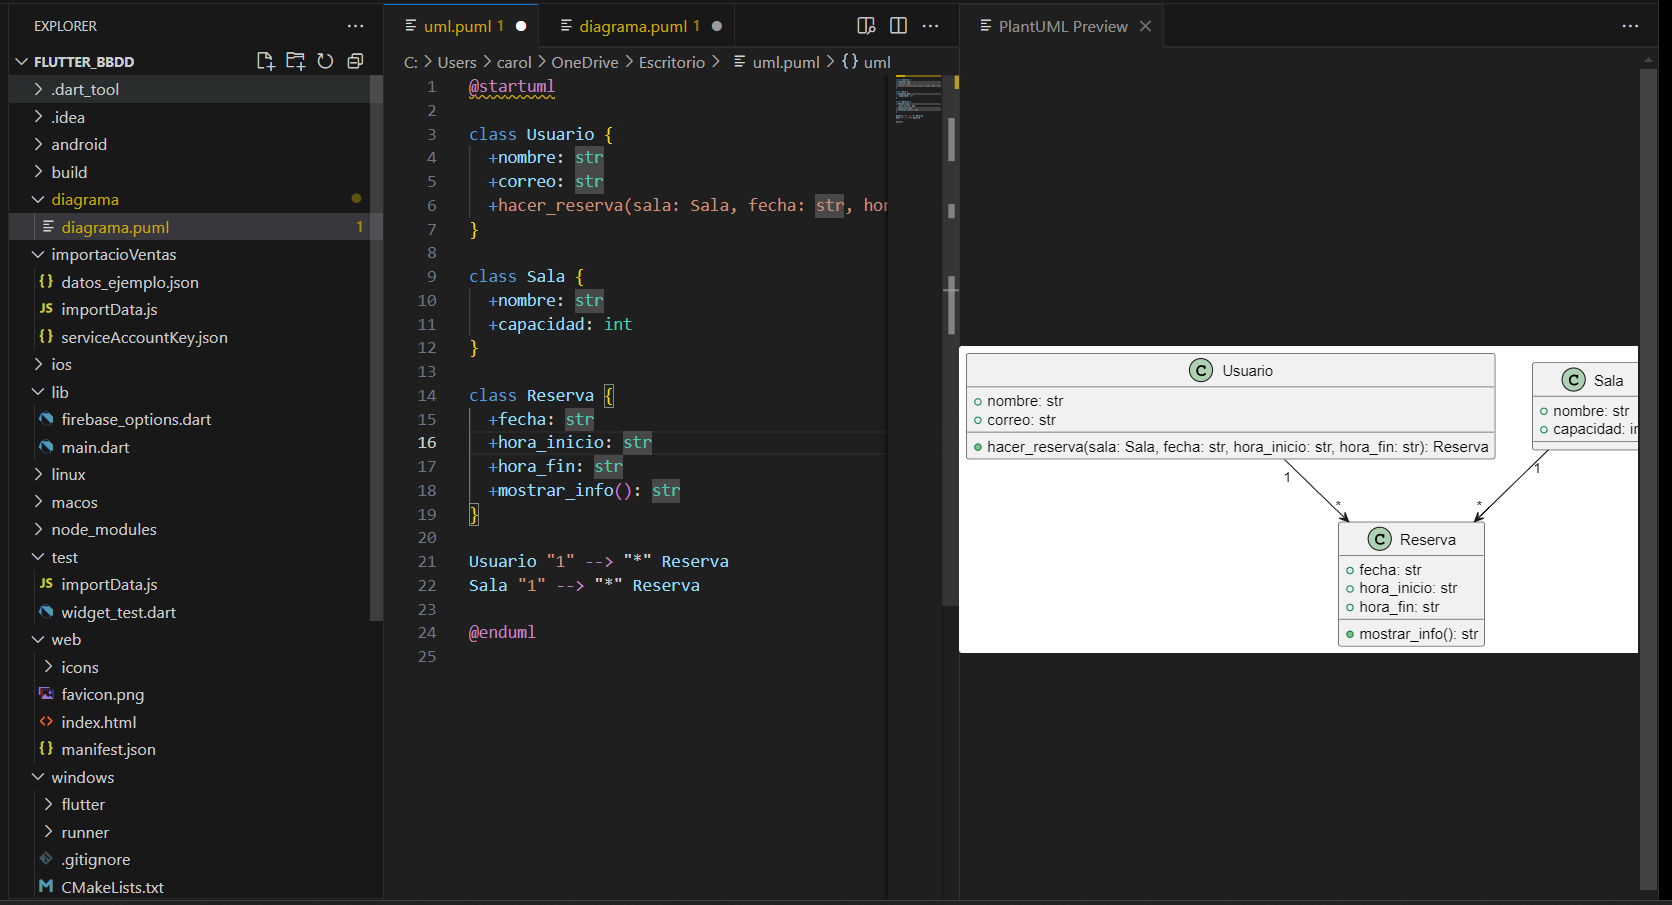 EXPLORER
FLUTTER_BBDD
.dart_tool
.idea
android
build
diagrama
diagrama.puml 1
importacioVentas
{} datos_ejemplo.json
JS importData.js
{} serviceAccountKey.json
ios
lib
firebase_options.dart
main.dart
linux
macos
node_modules
test
JS importData.js
widget_test.dart
web
icons
favicon.png
<> index.html
{} manifest.json
windows
flutter
runner
.gitignore
M CMakeLists.txt
uml.puml 1
diagrama.puml 1
C: > Users > carol > OneDrive > Escritorio > uml.puml > {} uml
1 @startuml
2
3 class Usuario {
4 +nombre: str
5 +correo: str
6 +hacer_reserva(sala: Sala, fecha: str, hor
7 }
8
9 class Sala {
10 +nombre: str
11 +capacidad: int
12 }
13
14 class Reserva {
15 +fecha: str
16 +hora_inicio: str
17 +hora_fin: str
18 +mostrar_info(): str
19 }
20
21 Usuario "1" --> "*" Reserva
22 Sala "1" --> "*" Reserva
23
24 @enduml
25
PlantUML Preview
C Usuario
nombre: str
correo: str
hacer_reserva(sala: Sala, fecha: str, hora_inicio: str, hora_fin: str): Reserva
C Sala
nombre: str
capacidad: in
1
1
*
*
C Reserva
fecha: str
hora_inicio: str
hora_fin: str
mostrar_info(): str